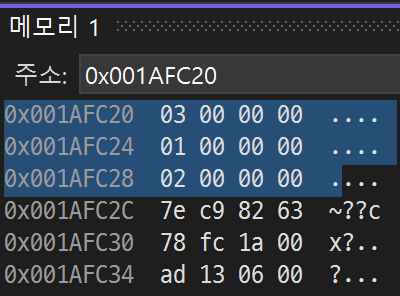 메모리 1
주소: 0x001AFC20
0x001AFC20 03 00 00 00 ....
0x001AFC24 01 00 00 00 ....
0x001AFC28 02 00 00 00 ....
0x001AFC2C 7e c9 82 63 ~??c
0x001AFC30 78 fc 1a 00 x?..
0x001AFC34 ad 13 06 00 ?...